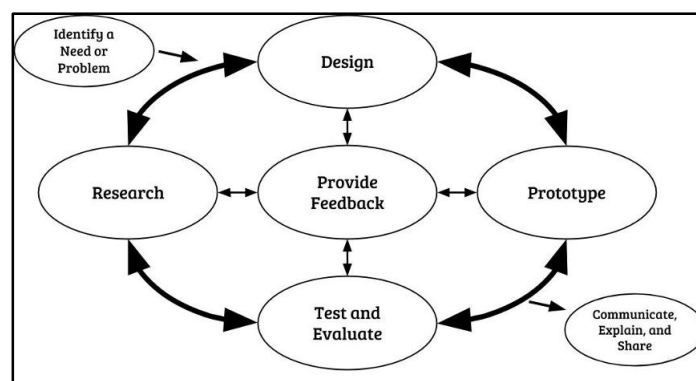 Identify a
Need or
Problem
Design
Research
Provide
Feedback
Prototype
Test and
Evaluate
Communicate,
Explain, and
Share